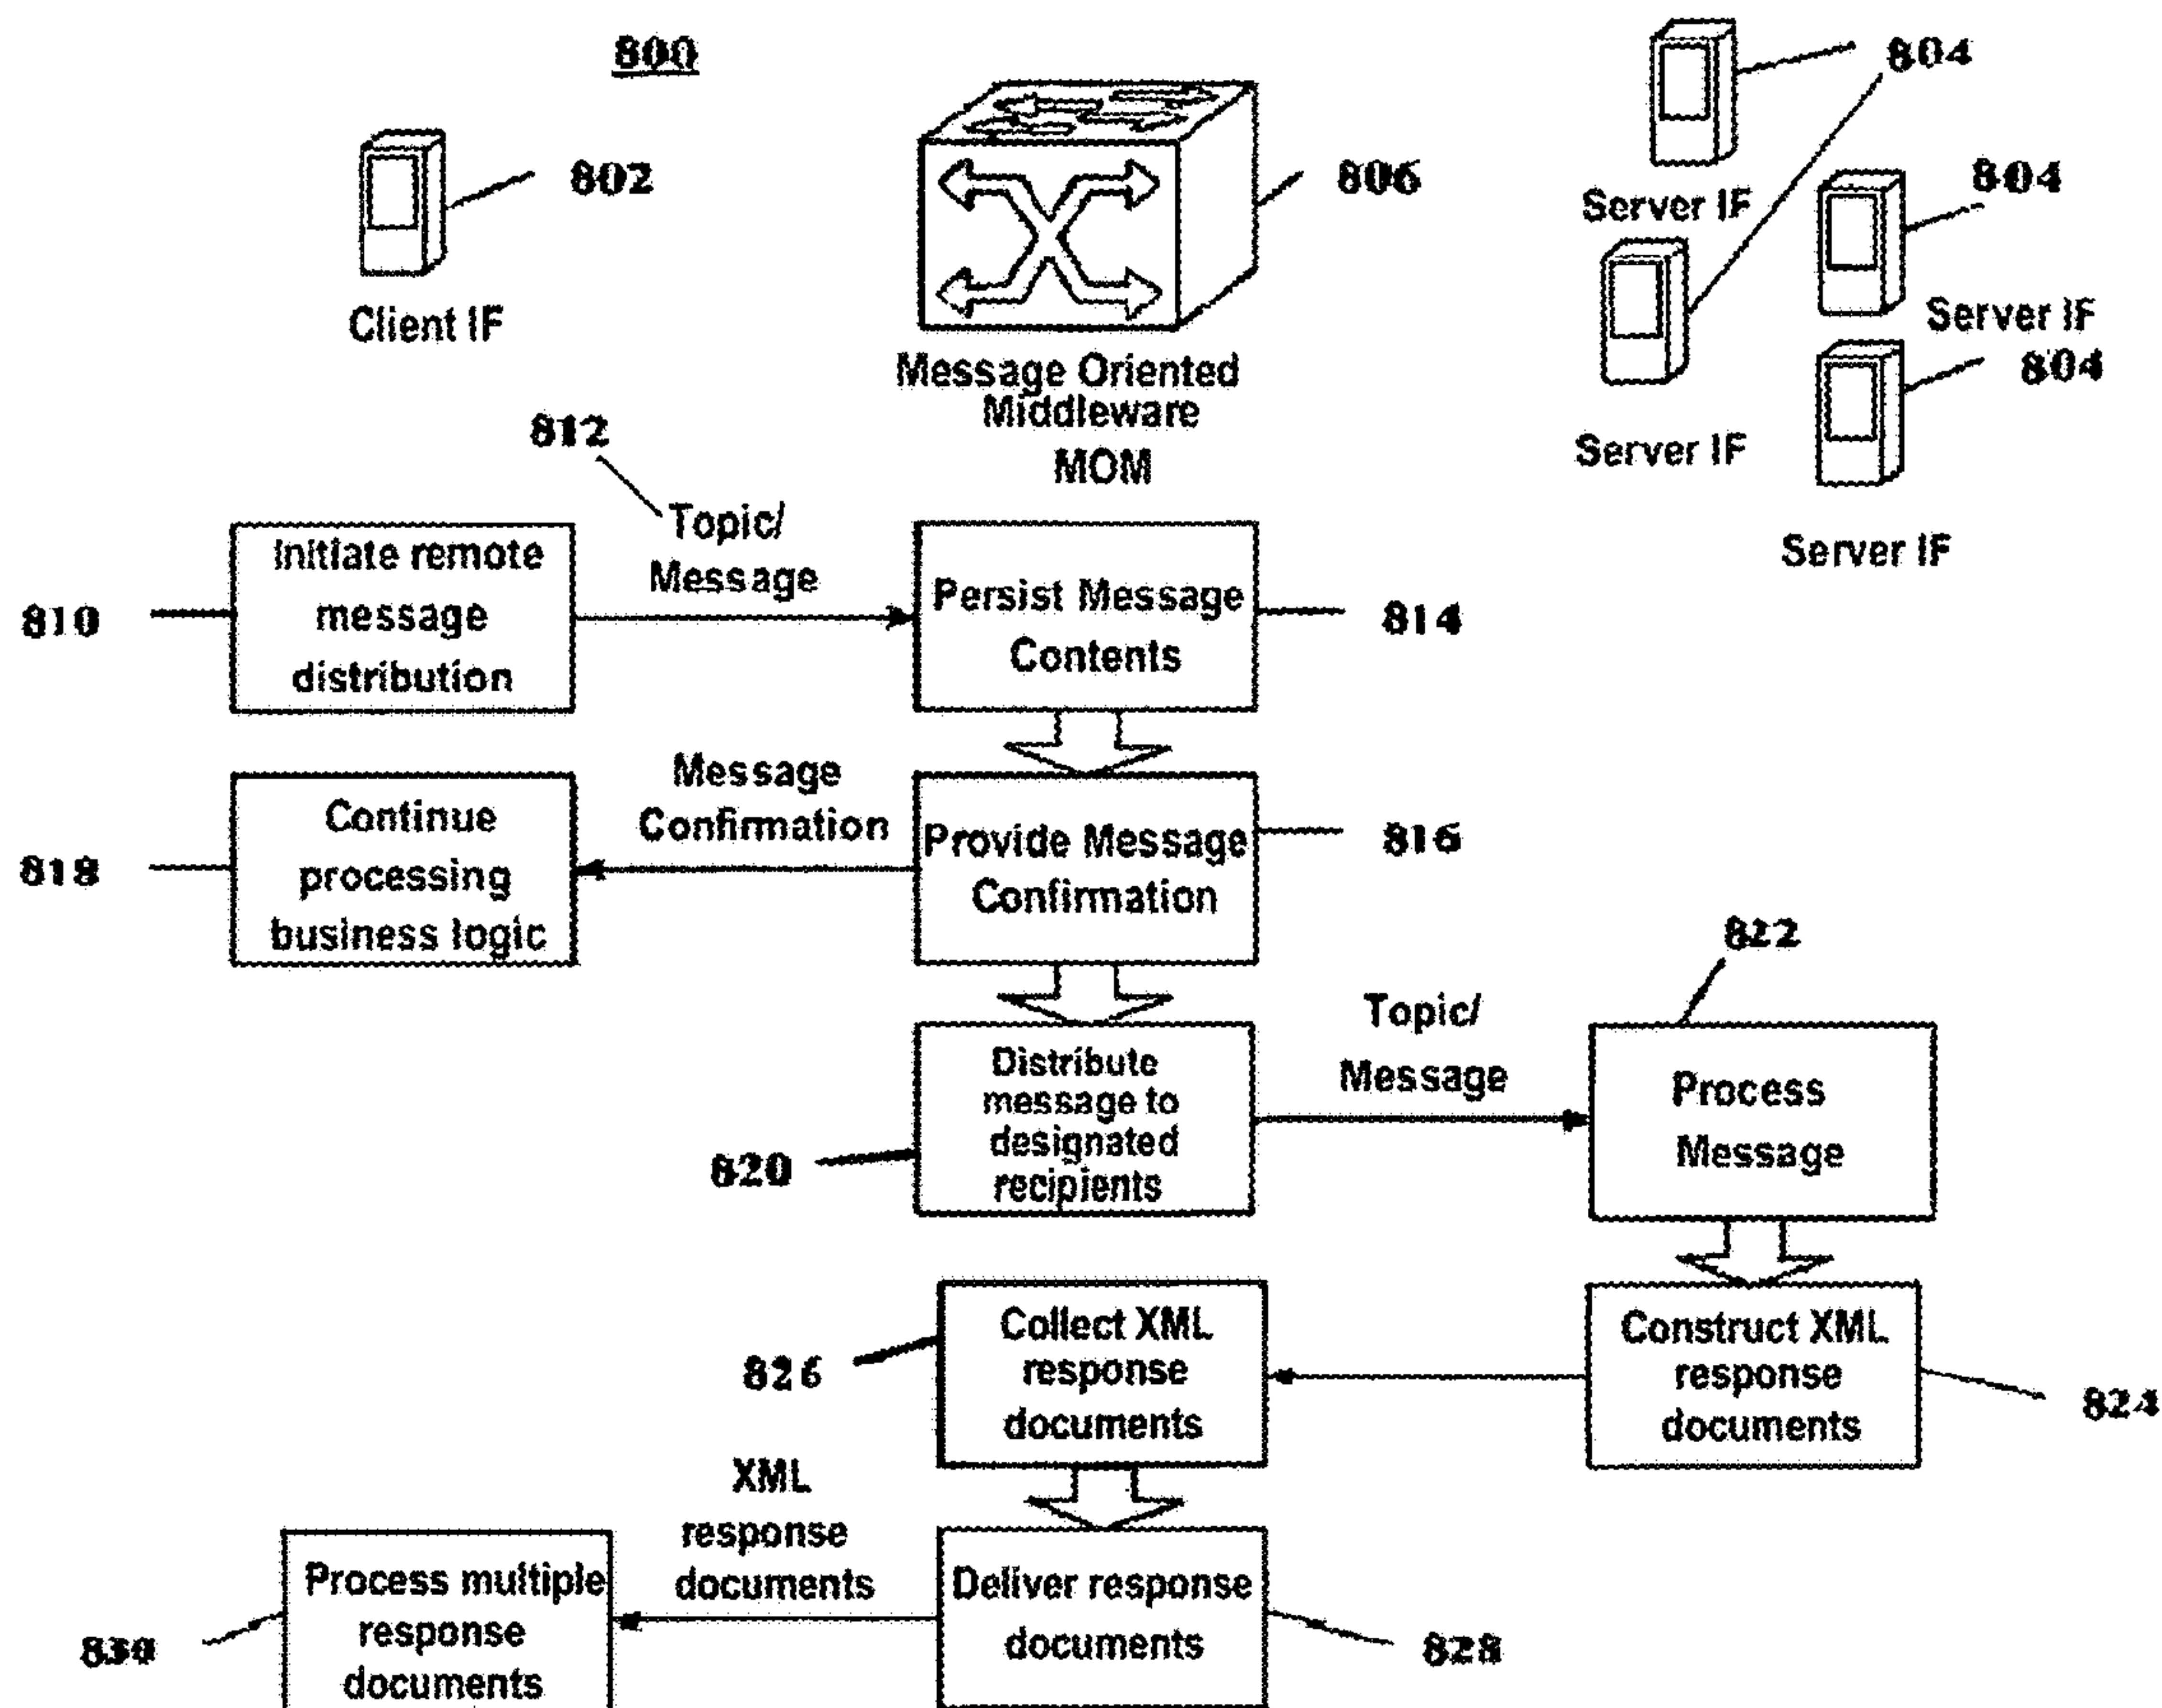 800
804
802
806
804
Server IF
Client IF
Server IF
Message Oriented
Middleware
MOM
804
Server IF
Server IF
812
Topic/
Message
Initiate remote
message
distribution
810
Persist Message
Contents
814
Message
Confirmation
Continue
processing
business logic
818
Provide Message
Confirmation
816
822
Topic/
Message
Distribute
message to
designated
recipients
820
Process
Message
Collect XML
response
documents
826
Construct XML
response
documents
824
XML
response
documents
Process multiple
response
documents
830
Deliver response
documents
828